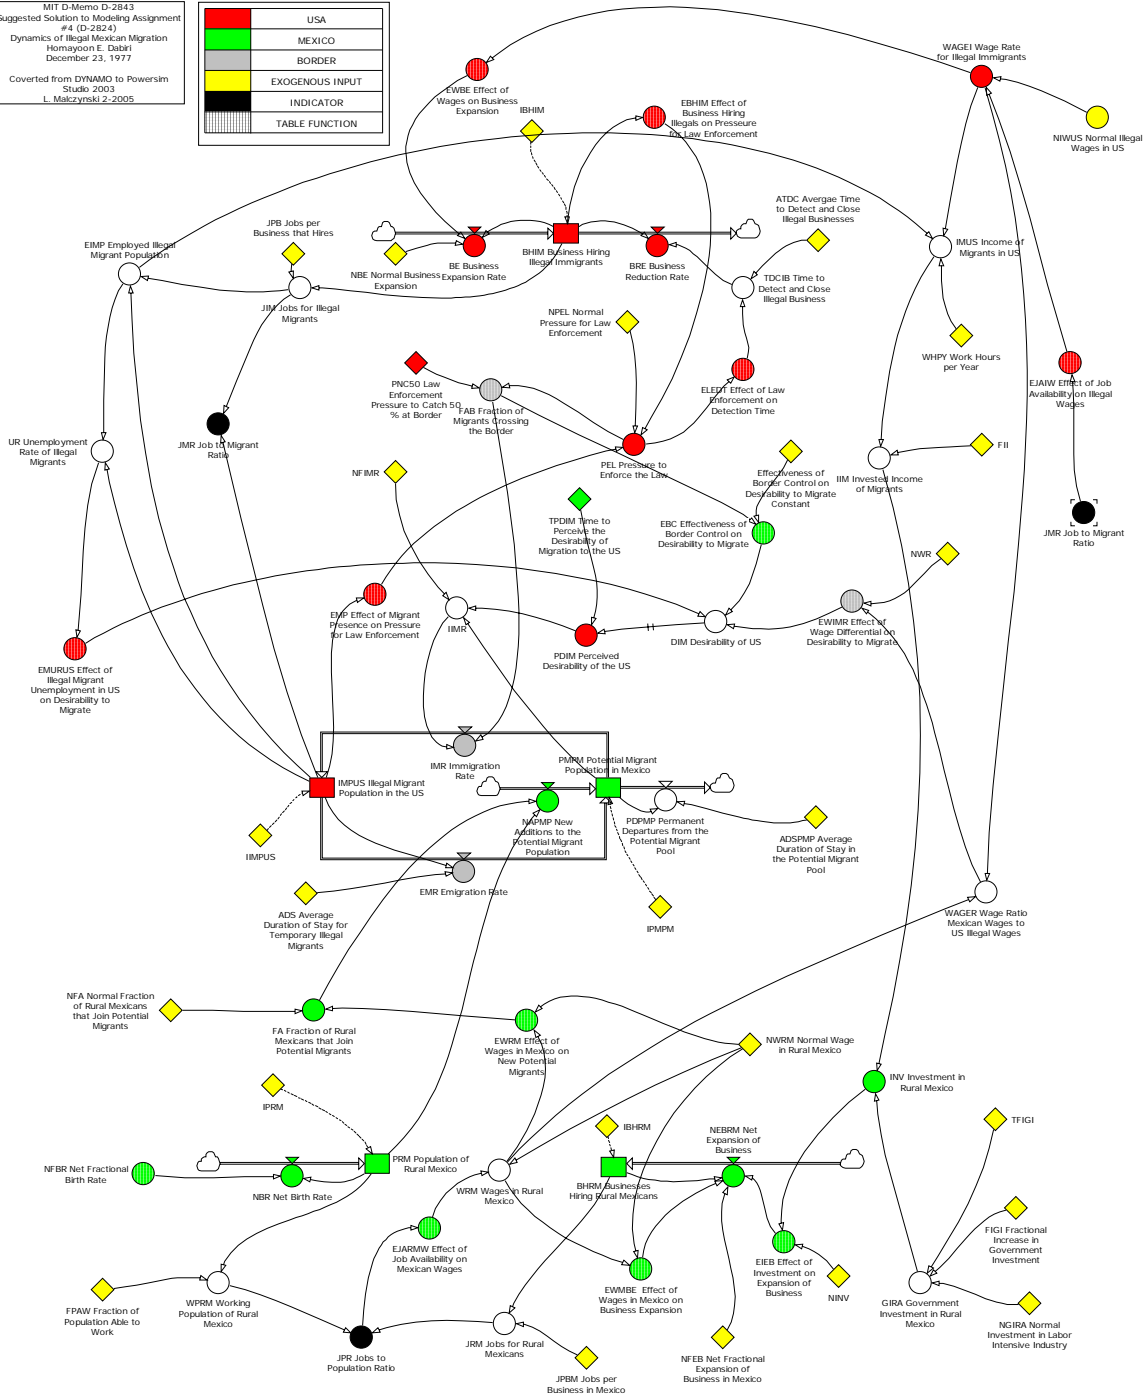 MIT D-Memo D-2843
Suggested Solution to Modeling Assignment
#4 (D-2824)
Dynamics of Illegal Mexican Migration
Homayoon E. Dabiri
December 23, 1977
Coverted from DYNAMO to Powersim
Studio 2003
L. Malczynski 2-2005
USA
MEXICO
BORDER
EXOGENOUS INPUT
INDICATOR
TABLE FUNCTION
WAGEI Wage Rate
for Illegal Immigrants
EWBE Effect of
Wages on Business
Expansion
IBHIM
EBHIM Effect of
Business Hiring
Illegals on Presseure
for Law Enforcement
NIWUS Normal Illegal
Wages in US
JPB Jobs per
Business that Hires
ATDC Avergae Time
to Detect and Close
Illegal Businesses
EIMP Employed Illegal
Migrant Population
NBE Normal Business
Expansion
BE Business
Expansion Rate
BHIM Business Hiring
Illegal Immigrants
BRE Business
Reduction Rate
TDCIB Time to
Detect and Close
Illegal Business
IMUS Income of
Migrants in US
JIM Jobs for Illegal
Migrants
NPEL Normal
Pressure for Law
Enforcement
WHPY Work Hours
per Year
PNC50 Law
Enforcement
Pressure to Catch 50
% at Border
FAB Fraction of
Migrants Crossing
the Border
ELEDT Effect of Law
Enforcement on
Detection Time
EJAIW Effect of Job
Availability on Illegal
Wages
JMR Job to Migrant
Ratio
UR Unemployment
Rate of Illegal
Migrants
PEL Pressure to
Enforce the Law
FII
NFIMR
Effectiveness of
Border Control on
Desirability to Migrate
Constant
IIM Invested Income
of Migrants
TPDIM Time to
Perceive the
Desirability of
Migration to the US
EBC Effectiveness of
Border Control on
Desirability to Migrate
JMR Job to Migrant
Ratio
NWR
EMP Effect of Migrant
Presence on Pressure
for Law Enforcement
IIMR
PDIM Perceived
Desirability of the US
DIM Desirability of US
EWIMR Effect of
Wage Differential on
Desirability to Migrate
EMURUS Effect of
Illegal Migrant
Unemployment in US
on Desirability to
Migrate
IMR Immigration
Rate
PMPM Potential Migrant
Population in Mexico
IMPUS Illegal Migrant
Population in the US
NAPMP New
Additions to the
Potential Migrant
Population
PDPMP Permanent
Departures from the
Potential Migrant
Pool
ADSPMP Average
Duration of Stay in
the Potential Migrant
Pool
IIMPUS
EMR Emigration Rate
ADS Average
Duration of Stay for
Temporary Illegal
Migrants
IPMPM
WAGER Wage Ratio
Mexican Wages to
US Illegal Wages
NFA Normal Fraction
of Rural Mexicans
that Join Potential
Migrants
FA Fraction of Rural
Mexicans that Join
Potential Migrants
EWRM Effect of
Wages in Mexico on
New Potential
Migrants
NWRM Normal Wage
in Rural Mexico
INV Investment in
Rural Mexico
IPRM
IBHRM
NEBRM Net
Expansion of
Business
TFIGI
NFBR Net Fractional
Birth Rate
NBR Net Birth Rate
PRM Population of
Rural Mexico
WRM Wages in Rural
Mexico
BHRM Businesses
Hiring Rural Mexicans
EJARMW Effect of
Job Availability on
Mexican Wages
EIEB Effect of
Investment on
Expansion of
Business
FIGI Fractional
Increase in
Government
Investment
FPAW Fraction of
Population Able to
Work
WPRM Working
Population of Rural
Mexico
EWMBE  Effect of
Wages in Mexico on
Business Expansion
NINV
GIRA Government
Investment in Rural
Mexico
NGIRA Normal
Investment in Labor
Intensive Industry
JPR Jobs to
Population Ratio
JRM Jobs for Rural
Mexicans
JPBM Jobs per
Business in Mexico
NFEB Net Fractional
Expansion of
Business in Mexico